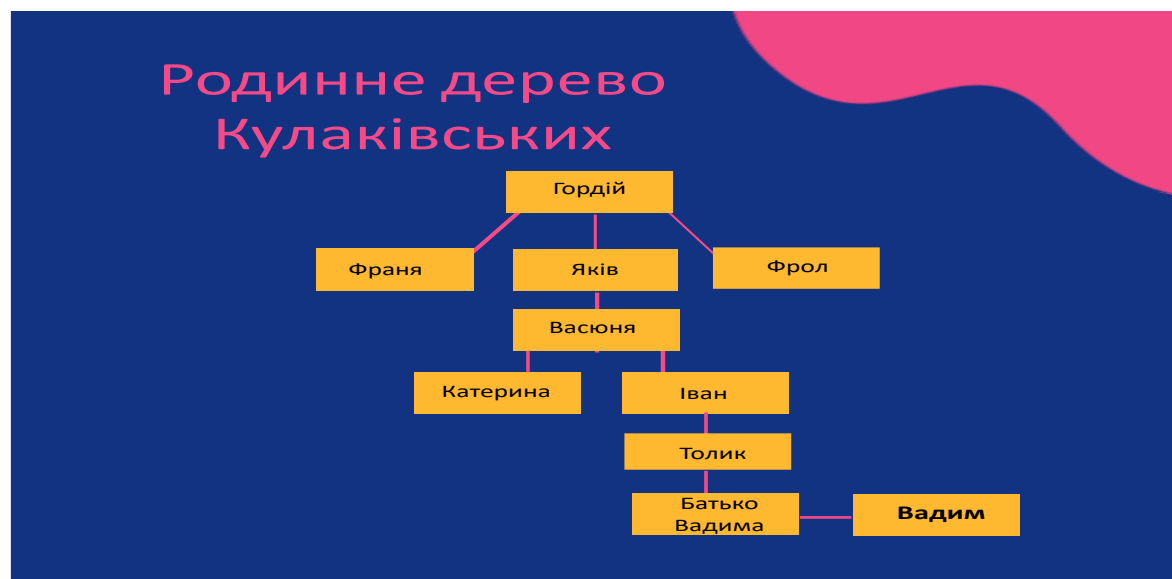 Родинне дерево
Кулаківських
Гордій
Франя
Яків
Фрол
Васюня
Катерина
Іван
Толик
Батько
Вадима
Вадим